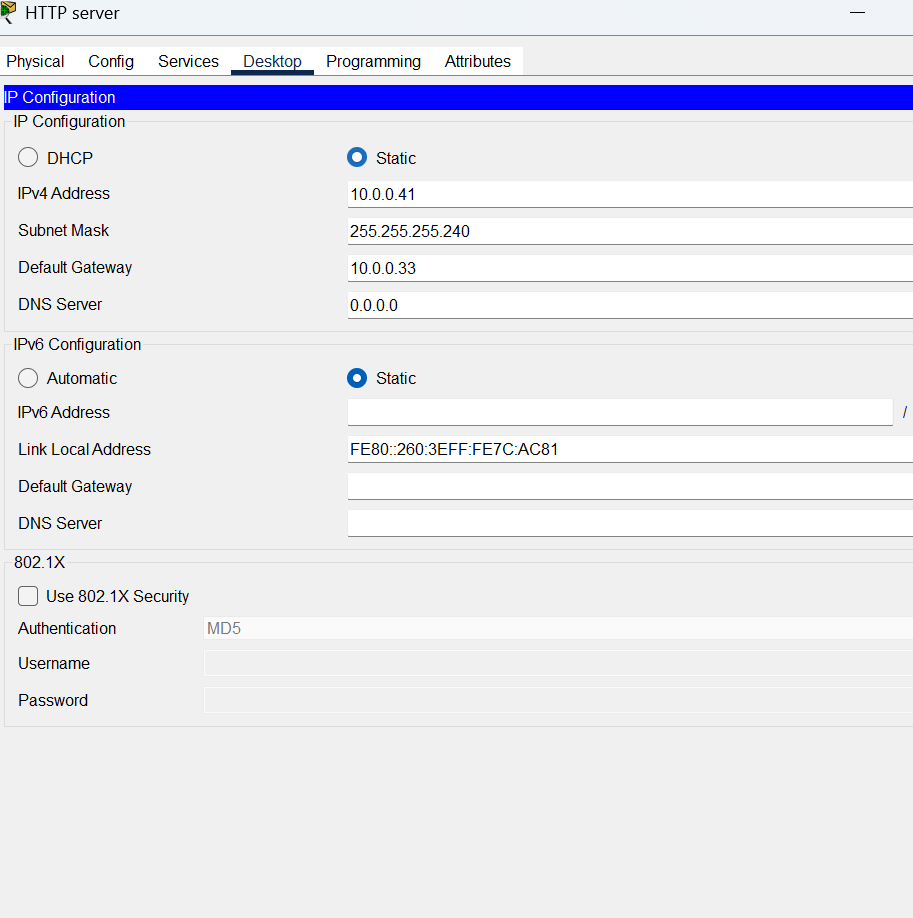 HTTP server
Physical Config Services Desktop Programming Attributes
IP Configuration
IP Configuration
DHCP Static
IPv4 Address 10.0.0.41
Subnet Mask 255.255.255.240
Default Gateway 10.0.0.33
DNS Server 0.0.0.0
IPv6 Configuration
Automatic Static
IPv6 Address /
Link Local Address FE80::260:3EFF:FE7C:AC81
Default Gateway
DNS Server
802.1X
Use 802.1X Security
Authentication MD5
Username
Password